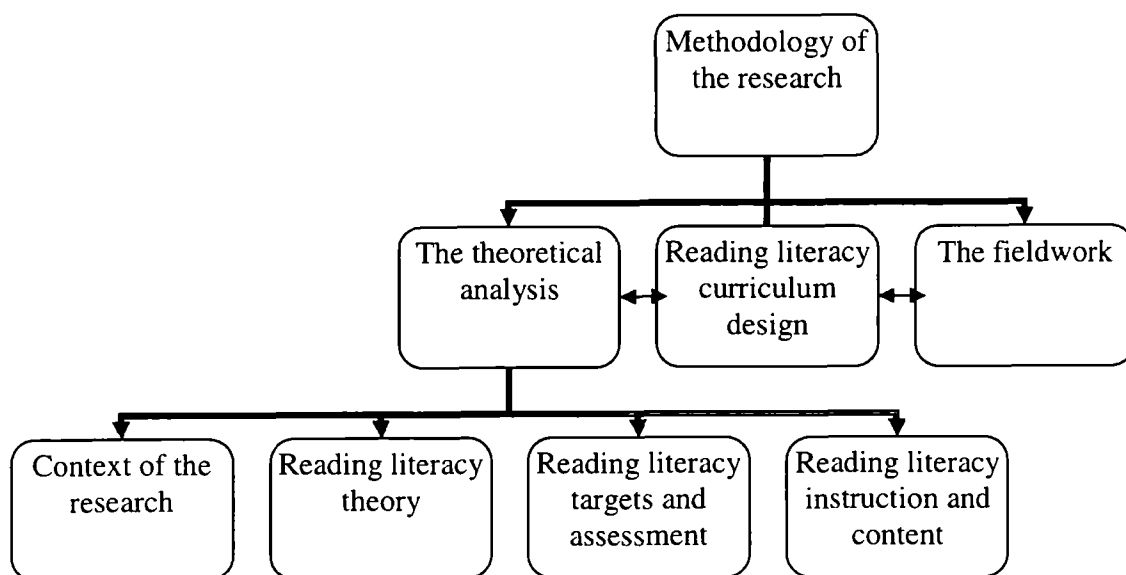 Methodology of
the research
The theoretical
analysis
Reading literacy
curriculum
design
The fieldwork
Context of the
research
Reading literacy
theory
Reading literacy
targets and
assessment
Reading literacy
instruction and
content